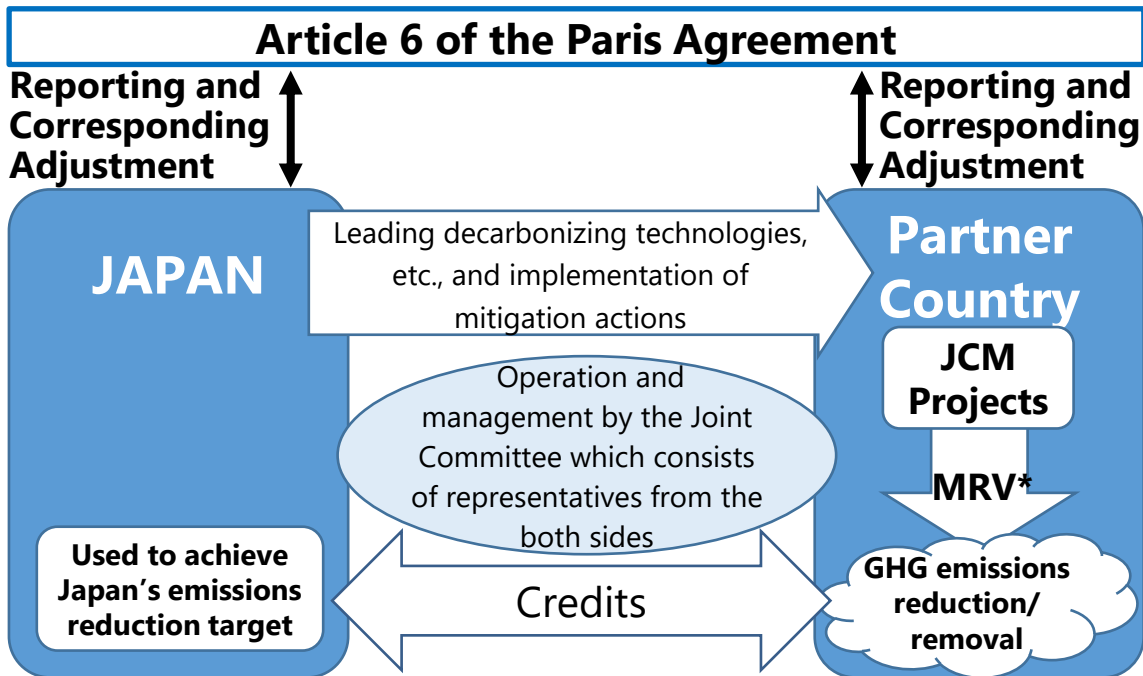 Article 6 of the Paris Agreement
Reporting and
Corresponding
Adjustment
Reporting and
Corresponding
Adjustment
JAPAN
Leading decarbonizing technologies,
etc., and implementation of
mitigation actions
Partner
Country
JCM
Projects
Operation and
management by the Joint
Committee which consists
of representatives from the
both sides
MRV*
Used to achieve
Japan's emissions
reduction target
Credits
GHG emissions
reduction/
removal